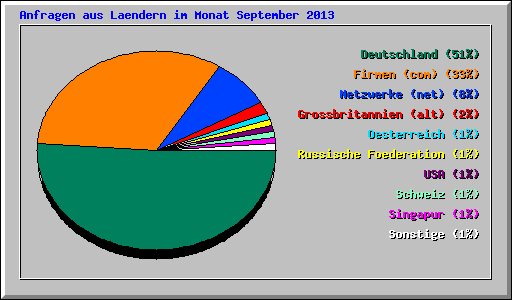 Anfragen aus Laendern im Monat September 2013
Deutschland (51%)
Firmen (com) (33%)
Netzwerke (net) (8%)
Grossbritannien (alt) (2%)
Oesterreich (1%)
Russische Foederation (1%)
USA (1%)
Schweiz (1%)
Singapur (1%)
Sonstige (1%)